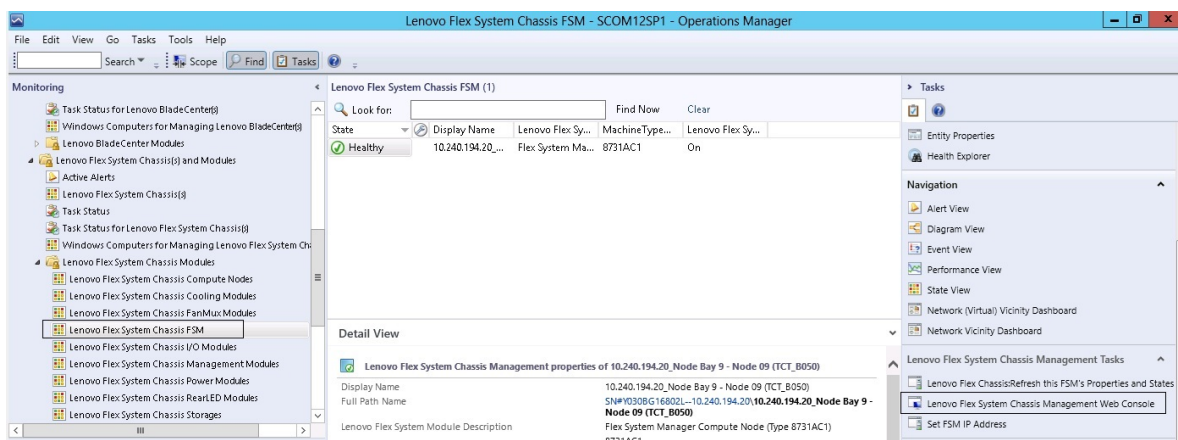 Lenovo Flex System Chassis FSM - SCOM12SP1 - Operations Manager
File Edit View Go Tasks Tools Help
Search Scope Find Tasks
Monitoring
Task Status for Lenovo BladeCenter(s)
Windows Computers for Managing Lenovo BladeCenter(s)
Lenovo BladeCenter Modules
Lenovo Flex System Chassis(s) and Modules
Active Alerts
Lenovo Flex System Chassis(s)
Task Status
Task Status for Lenovo Flex System Chassis(s)
Windows Computers for Managing Lenovo Flex System Ch
Lenovo Flex System Chassis Modules
Lenovo Flex System Chassis Compute Nodes
Lenovo Flex System Chassis Cooling Modules
Lenovo Flex System Chassis FanMux Modules
Lenovo Flex System Chassis FSM
Lenovo Flex System Chassis I/O Modules
Lenovo Flex System Chassis Management Modules
Lenovo Flex System Chassis Power Modules
Lenovo Flex System Chassis RearLED Modules
Lenovo Flex System Chassis Storages
Lenovo Flex System Chassis FSM (1)
Look for: Find Now Clear
State Display Name Lenovo Flex Sy... MachineType... Lenovo Flex Sy...
Healthy 10.240.194.20_... Flex System Ma... 8731AC1 On
Detail View
Lenovo Flex System Chassis Management properties of 10.240.194.20_Node Bay 9 - Node 09 (TCT_B050)
Display Name 10.240.194.20_Node Bay 9 - Node 09 (TCT_B050)
Full Path Name SN#Y030BG16802L--10.240.194.20\10.240.194.20_Node Bay 9 -
Node 09 (TCT_B050)
Lenovo Flex System Module Description Flex System Manager Compute Node (Type 8731AC1)
8731AC1
Tasks
Entity Properties
Health Explorer
Navigation
Alert View
Diagram View
Event View
Performance View
State View
Network (Virtual) Vicinity Dashboard
Network Vicinity Dashboard
Lenovo Flex System Chassis Management Tasks
Lenovo Flex Chassis:Refresh this FSM's Properties and States
Lenovo Flex System Chassis Management Web Console
Set FSM IP Address